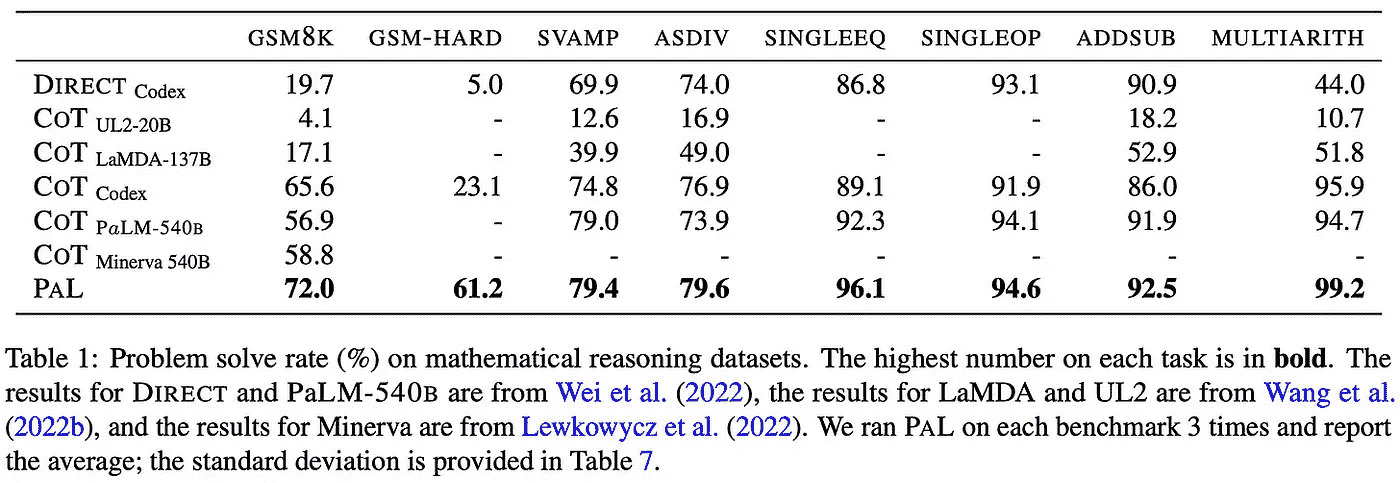 GSM8K GSM-HARD SVAMP ASDIV SINGLEEQ SINGLEOP ADDSUB MULTIARITH
DIRECT Codex 19.7 5.0 69.9 74.0 86.8 93.1 90.9 44.0
COT UL2-20B 4.1 - 12.6 16.9 - - 18.2 10.7
COT LaMDA-137B 17.1 - 39.9 49.0 - - 52.9 51.8
COT Codex 65.6 23.1 74.8 76.9 89.1 91.9 86.0 95.9
COT PaLM-540B 56.9 - 79.0 73.9 92.3 94.1 91.9 94.7
COT Minerva 540B 58.8 - - - - - - -
PAL 72.0 61.2 79.4 79.6 96.1 94.6 92.5 99.2
Table 1: Problem solve rate (%) on mathematical reasoning datasets. The highest number on each task is in bold. The
results for DIRECT and PaLM-540B are from Wei et al. (2022), the results for LaMDA and UL2 are from Wang et al.
(2022b), and the results for Minerva are from Lewkowycz et al. (2022). We ran PAL on each benchmark 3 times and report
the average; the standard deviation is provided in Table 7.